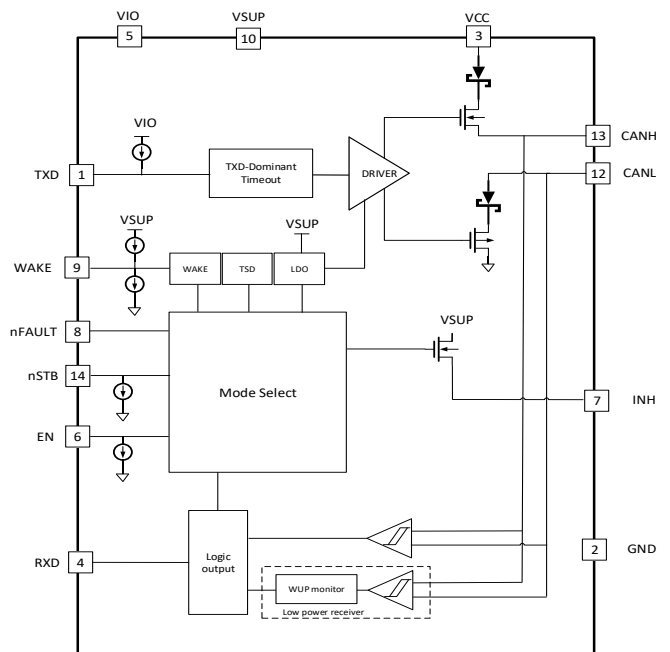 VIO
VSUP
VCC
5
10
3
VIO
13
CANH
TXD
1
TXD-Dominant
Timeout
DRIVER
12
CANL
VSUP
VSUP
WAKE
9
WAKE
TSD
LDO
nFAULT
8
VSUP
nSTB
14
Mode Select
7
INH
EN
6
RXD
4
Logic
output
2
GND
WUP monitor
Low power receiver